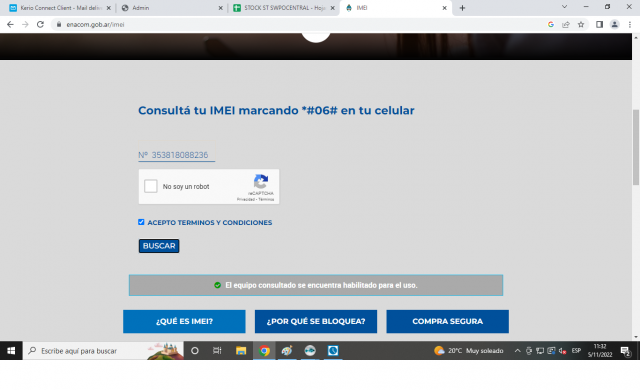 Kerio Connect Client - Mail
Admin
STOCK ST SWPOCENTRAL - Hoja
IMEI
enacom.gob.ar/imei
Consultá tu IMEI marcando *#06# en tu celular
Nº 353818088236
No soy un robot
reCAPTCHA
Privacidad - Términos
ACEPTO TERMINOS Y CONDICIONES
BUSCAR
El equipo consultado se encuentra habilitado para el uso.
¿QUÉ ES IMEI?
¿POR QUÉ SE BLOQUEA?
COMPRA SEGURA
Escribe aquí para buscar
20°C Muy soleado
ESP
11:32
5/11/2022